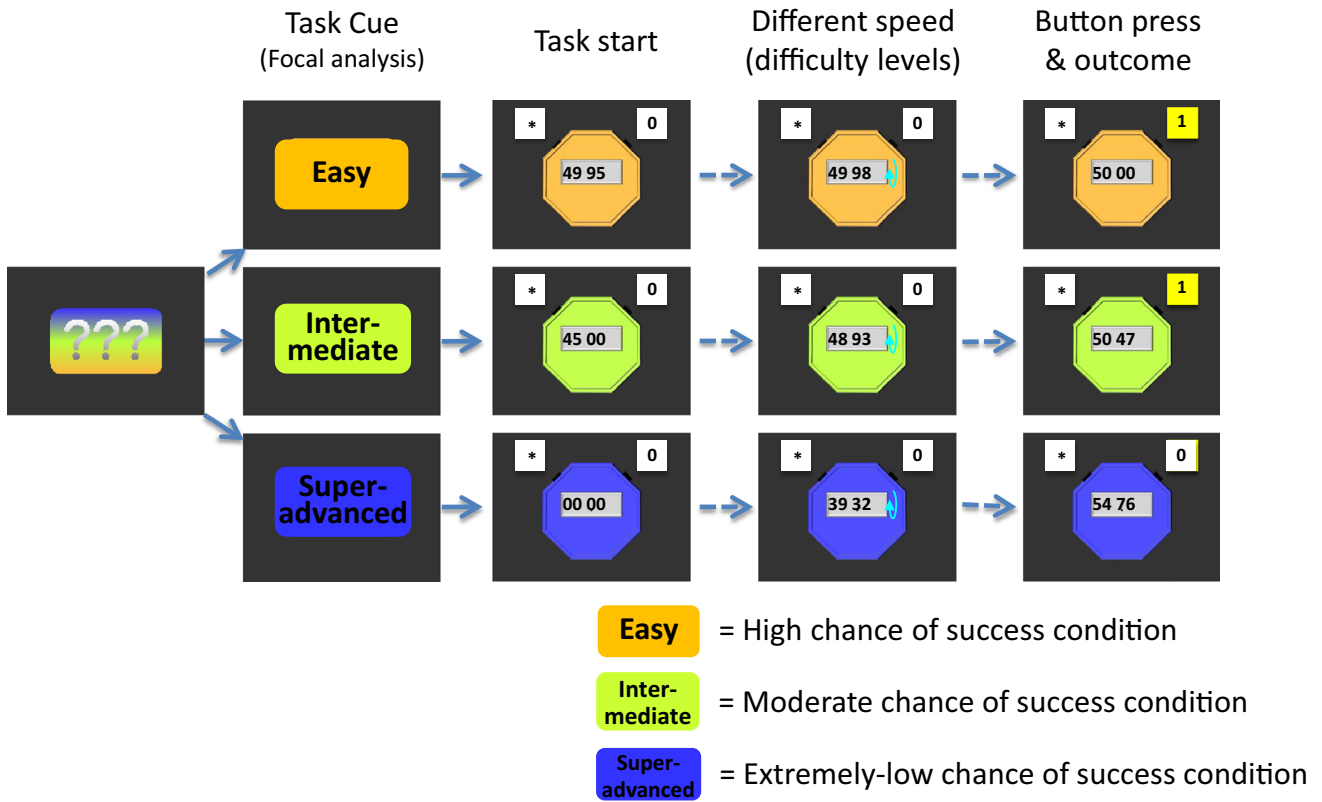 Task Cue
(Focal analysis)
Task start
Different speed
(difficulty levels)
Button press
& outcome
Easy
* 0
49 95
* 0
49 98
* 1
50 00
???
Inter-
mediate
* 0
45 00
* 0
48 93
* 1
50 47
Super-
advanced
* 0
00 00
* 0
39 32
* 0
54 76
Easy = High chance of success condition
Inter-
mediate = Moderate chance of success condition
Super-
advanced = Extremely-low chance of success condition